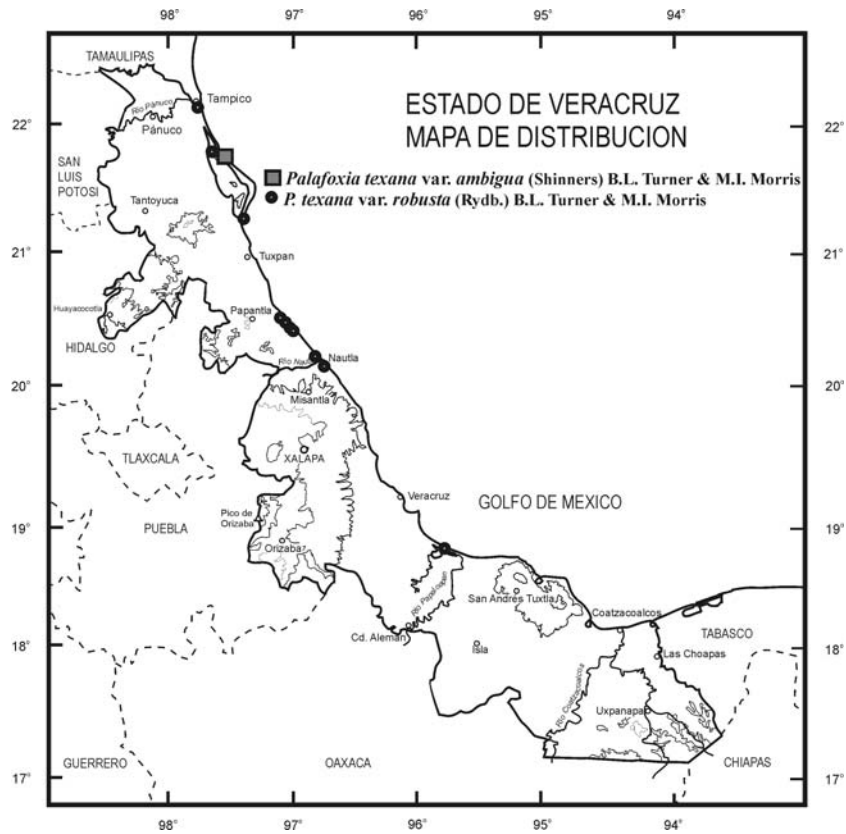 98° 97° 96° 95° 94°
TAMAULIPAS
Tampico
Río Pánuco
ESTADO DE VERACRUZ
MAPA DE DISTRIBUCION
22° 22°
Pánuco
SAN
LUIS
POTOSI
Palafoxia texana var. ambigua (Shinners) B.L. Turner & M.I. Morris
P. texana var. robusta (Rydb.) B.L. Turner & M.I. Morris
Tantoyuca
21° 21°
Tuxpan
Huayacocotla
Papantla
HIDALGO
Río Nautla
Nautla
20° 20°
Misantla
TLAXCALA
XALAPA
Veracruz
GOLFO DE MEXICO
PUEBLA
Pico de
Orizaba
19° 19°
Orizaba
Río Papaloapan
San Andrés Tuxtla
Coatzacoalcos
TABASCO
18° 18°
Cd. Alemán
Isla
Las Choapas
Río Coatzacoalcos
Uxpanapa
GUERRERO
OAXACA
CHIAPAS
17° 17°
98° 97° 96° 95° 94°